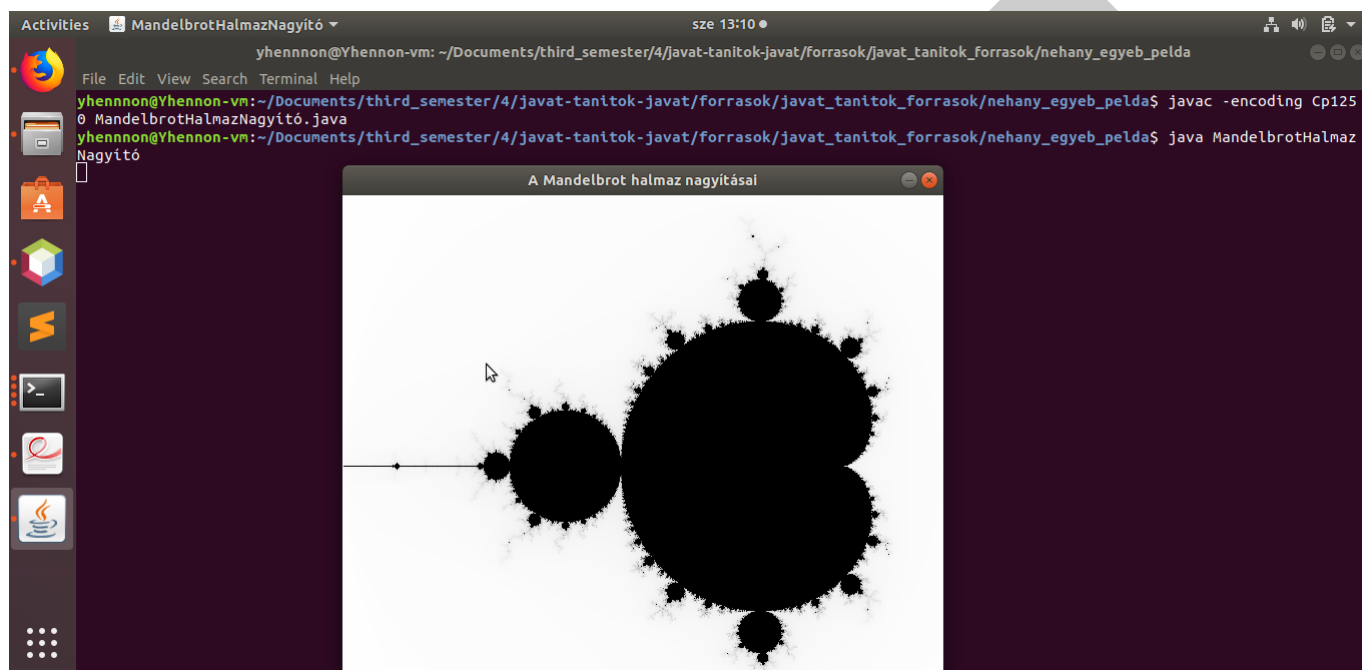 Activities MandelbrotHalmazNagyító sze 13:10
yhennnon@Yhennon-vm: ~/Documents/third_semester/4/javat-tanitok-javat/forrasok/javat_tanitok_forrasok/nehany_egyeb_pelda
File Edit View Search Terminal Help
yhennnon@Yhennon-vm:~/Documents/third_semester/4/javat-tanitok-javat/forrasok/javat_tanitok_forrasok/nehany_egyeb_pelda$ javac -encoding Cp125
0 MandelbrotHalmazNagyító.java
yhennnon@Yhennon-vm:~/Documents/third_semester/4/javat-tanitok-javat/forrasok/javat_tanitok_forrasok/nehany_egyeb_pelda$ java MandelbrotHalmaz
Nagyító
A Mandelbrot halmaz nagyításai